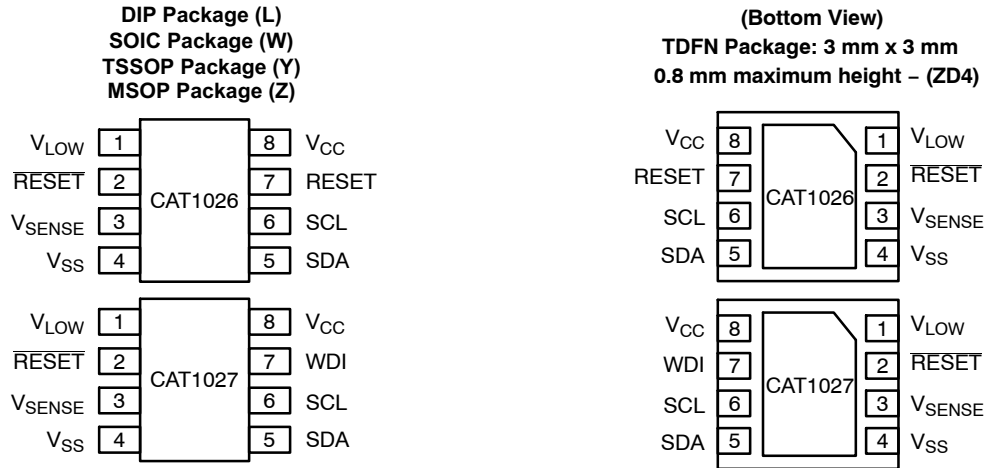 DIP Package (L)
SOIC Package (W)
TSSOP Package (Y)
MSOP Package (Z)
VLOW 1 8 VCC
RESET 2 7 RESET
CAT1026
VSENSE 3 6 SCL
VSS 4 5 SDA
VLOW 1 8 VCC
RESET 2 7 WDI
CAT1027
VSENSE 3 6 SCL
VSS 4 5 SDA
(Bottom View)
TDFN Package: 3 mm x 3 mm
0.8 mm maximum height – (ZD4)
VCC 8 1 VLOW
RESET 7 2 RESET
CAT1026
SCL 6 3 VSENSE
SDA 5 4 VSS
VCC 8 1 VLOW
WDI 7 2 RESET
CAT1027
SCL 6 3 VSENSE
SDA 5 4 VSS